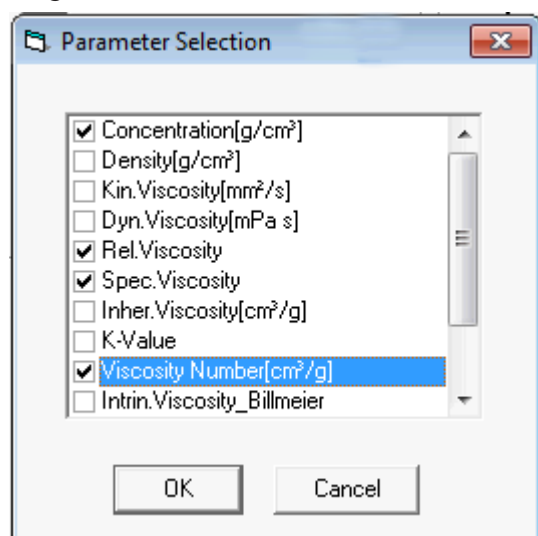 Parameter Selection
Concentration[g/cm³]
Density[g/cm³]
Kin.Viscosity[mm²/s]
Dyn.Viscosity[mPa s]
Rel.Viscosity
Spec.Viscosity
Inher.Viscosity[cm³/g]
K-Value
Viscosity Number[cm³/g]
Intrin.Viscosity_Billmeier
OK Cancel